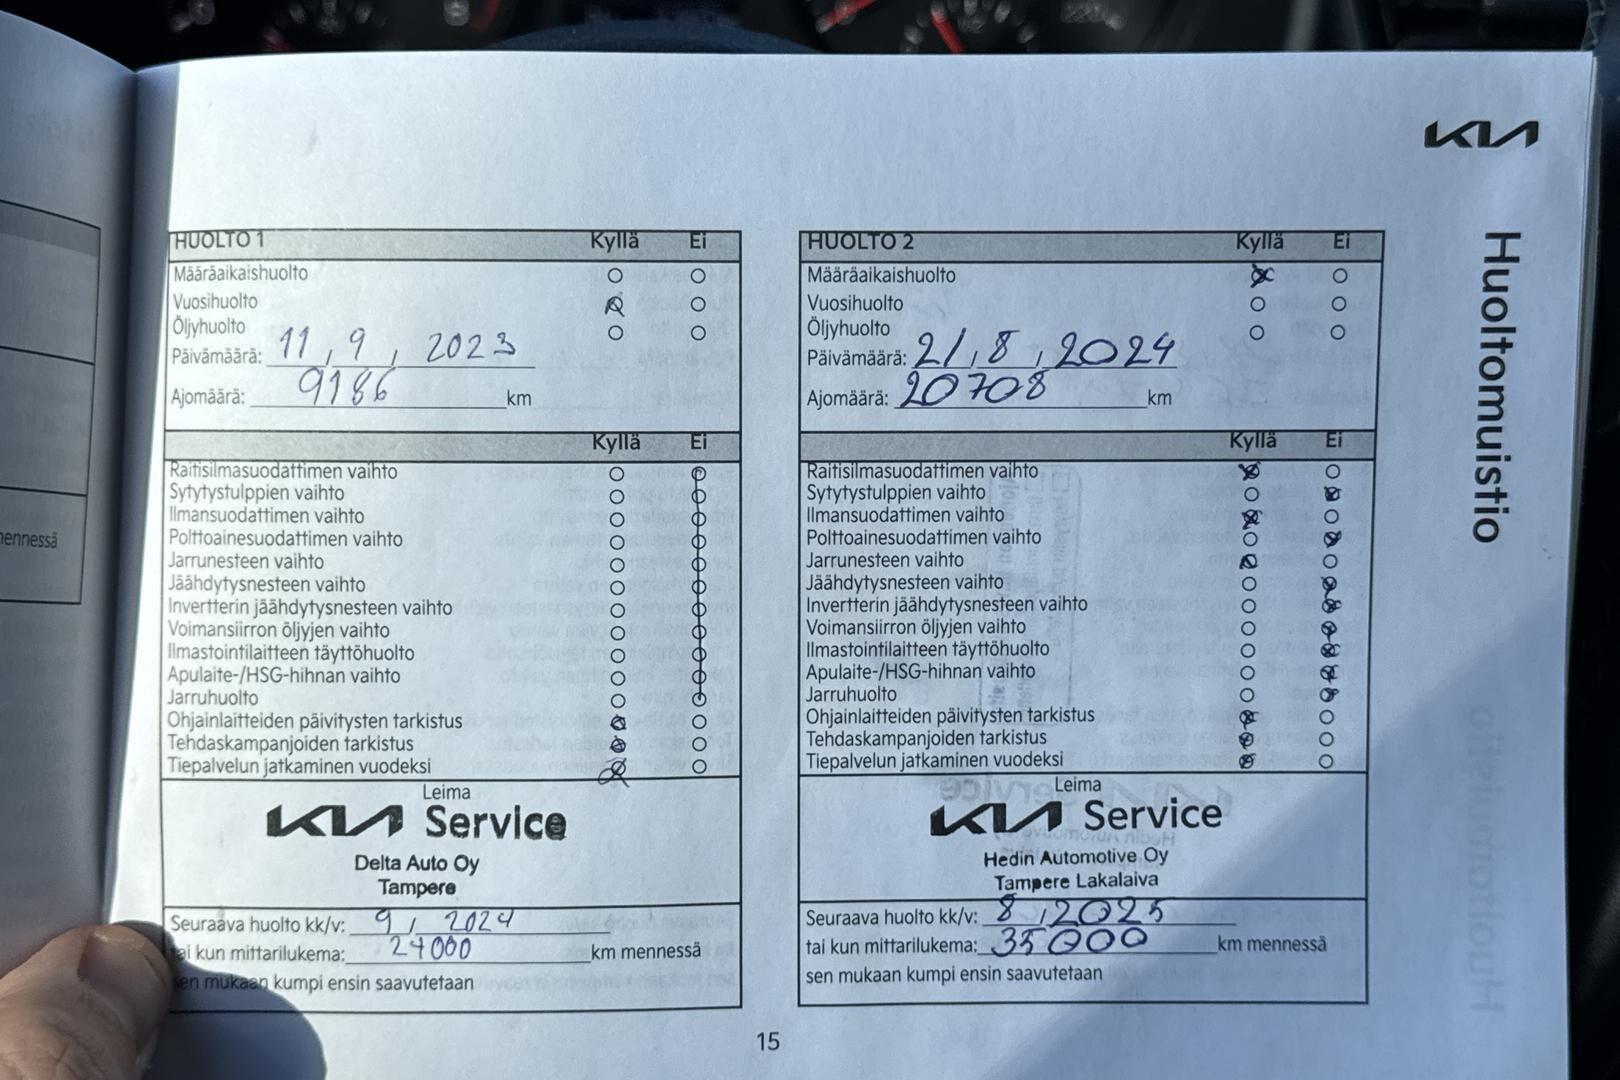 KIA
Huoltomuistio
mennessä
HUOLTO 1 Kyllä Ei
Määräaikaishuolto
Vuosihuolto
Öljyhuolto
Päivämäärä: 11, 9, 2023
Ajomäärä: 9186 km
Kyllä Ei
Raitisilmasuodattimen vaihto
Sytytystulppien vaihto
Ilmansuodattimen vaihto
Polttoainesuodattimen vaihto
Jarrunesteen vaihto
Jäähdytysnesteen vaihto
Invertterin jäähdytysnesteen vaihto
Voimansiirron öljyjen vaihto
Ilmastointilaitteen täyttöhuolto
Apulaite-/HSG-hihnan vaihto
Jarruhuolto
Ohjainlaitteiden päivitysten tarkistus
Tehdaskampanjoiden tarkistus
Tiepalvelun jatkaminen vuodeksi
Leima
KIA Service
Delta Auto Oy
Tampere
Seuraava huolto kk/v: 9, 2024
tai kun mittarilukema: 24000 km mennessä
sen mukaan kumpi ensin saavutetaan
HUOLTO 2 Kyllä Ei
Määräaikaishuolto
Vuosihuolto
Öljyhuolto
Päivämäärä: 21, 8, 2024
Ajomäärä: 20708 km
Kyllä Ei
Raitisilmasuodattimen vaihto
Sytytystulppien vaihto
Ilmansuodattimen vaihto
Polttoainesuodattimen vaihto
Jarrunesteen vaihto
Jäähdytysnesteen vaihto
Invertterin jäähdytysnesteen vaihto
Voimansiirron öljyjen vaihto
Ilmastointilaitteen täyttöhuolto
Apulaite-/HSG-hihnan vaihto
Jarruhuolto
Ohjainlaitteiden päivitysten tarkistus
Tehdaskampanjoiden tarkistus
Tiepalvelun jatkaminen vuodeksi
Leima
KIA Service
Hedin Automotive Oy
Tampere Lakalaiva
Seuraava huolto kk/v: 8, 2025
tai kun mittarilukema: 35000 km mennessä
sen mukaan kumpi ensin saavutetaan
15